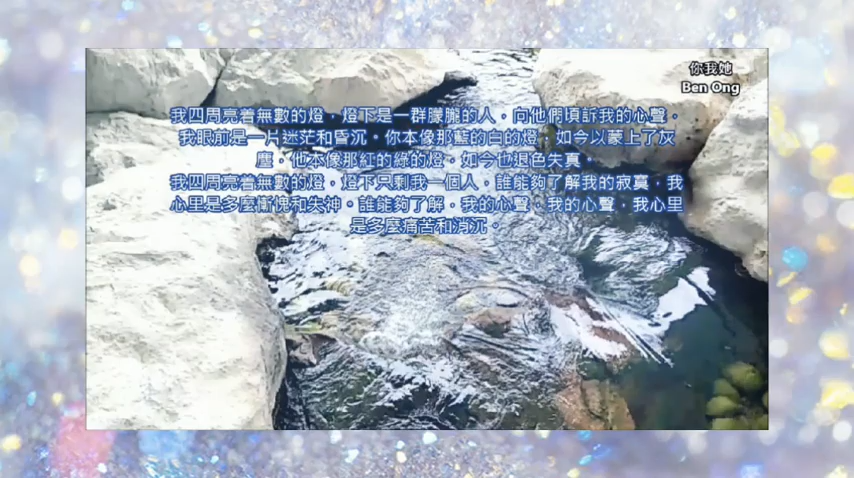 你我她
Ben Ong
我四周亮着無數的燈，燈下是一群朦朧的人，向他們頃訴我的心聲，
我眼前是一片迷茫和昏沉。你本像那藍的白的燈，如今以蒙上了灰
塵，他本像那紅的綠的燈，如今也退色失真。
我四周亮着無數的燈，燈下只剩我一個人，誰能夠了解我的寂寞，我
心里是多麼慚愧和失神。誰能夠了解，我的心聲，我的心聲，我心里
是多麼痛苦和消沉。